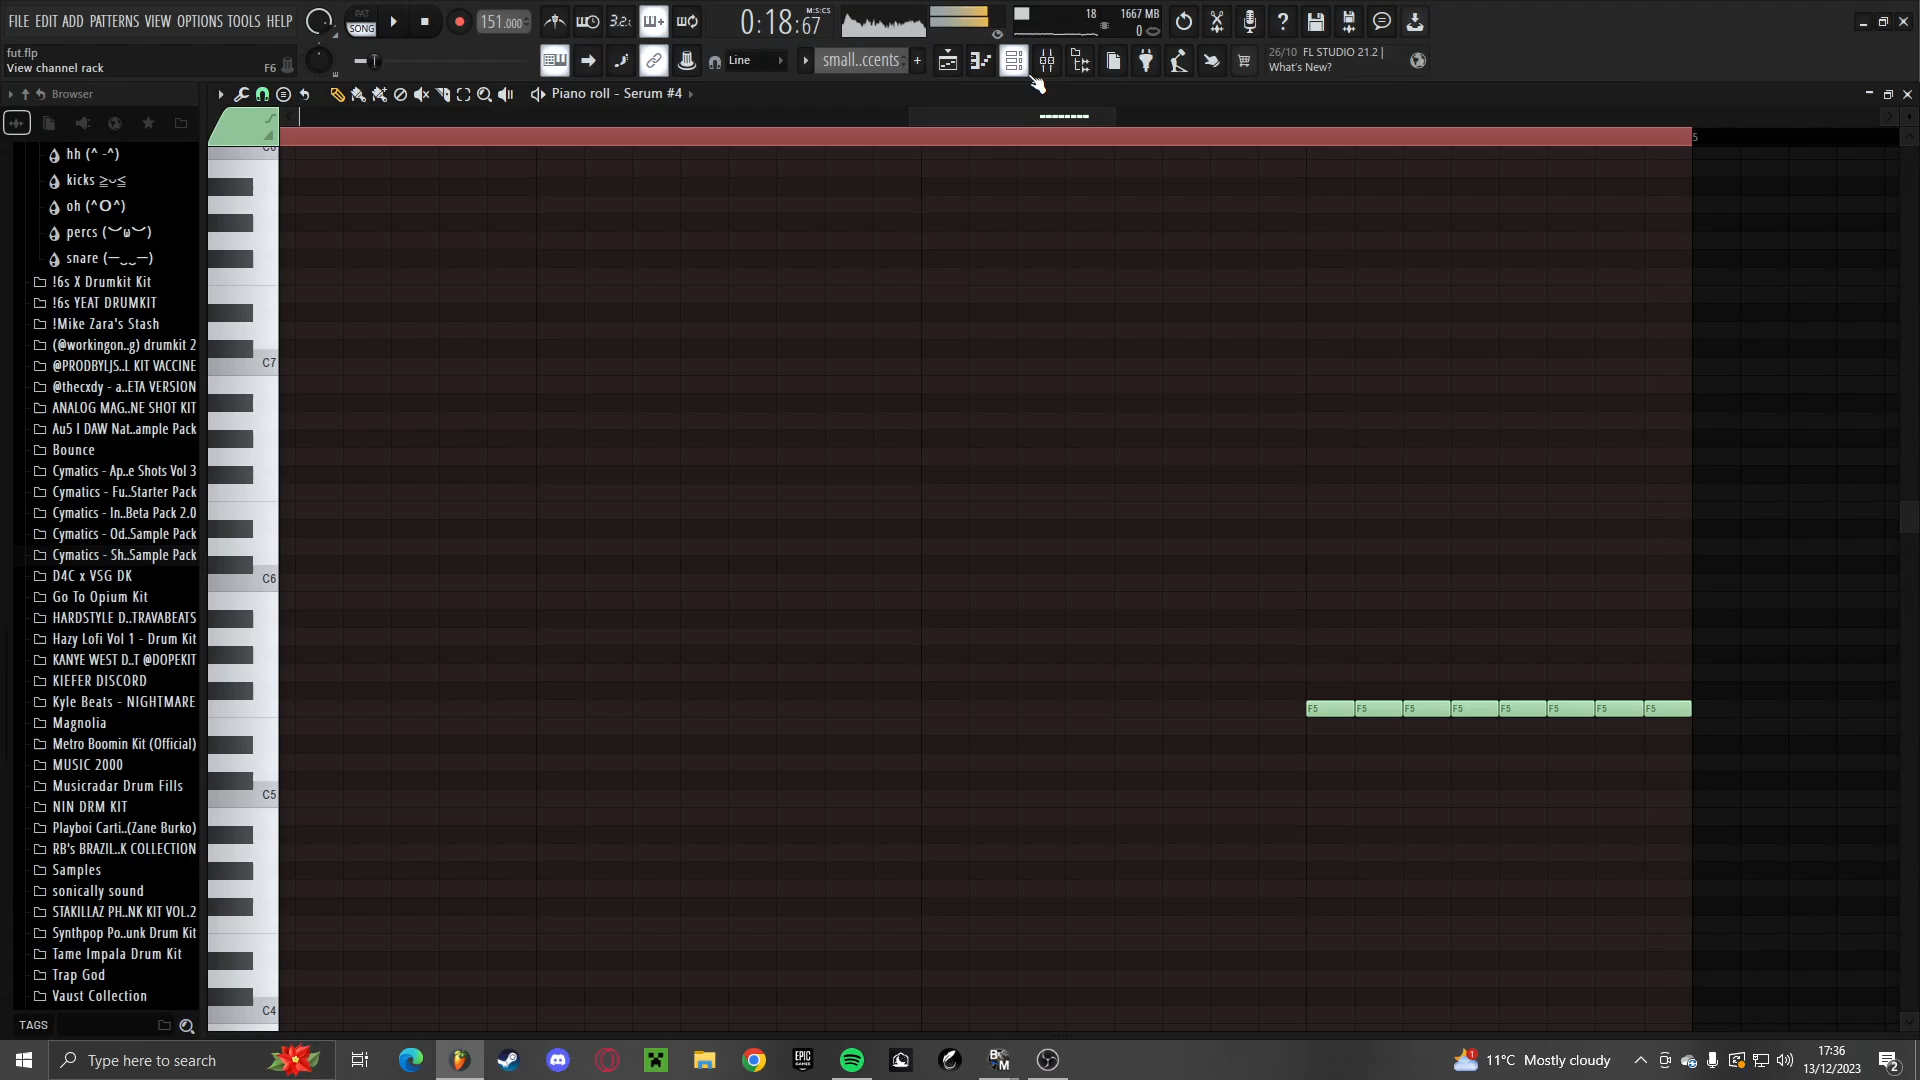 FILE EDIT ADD PATTERNS VIEW OPTIONS TOOLS HELP
PAT
SONG
151.000
3.2.
0:18:67
M:S:CS
18
1667 MB
0
fut.flp
View channel rack
F6
Line
small..ccents
+
26/10 FL STUDIO 21.2 |
What's New?
Browser
Piano roll - Serum #4
5
hh (^ -^)
kicks ≧◡≦
oh (^O^)
percs (︶ω︶)
snare (一‿‿一)
!6s X Drumkit Kit
!6s YEAT DRUMKIT
!Mike Zara's Stash
(@workingon..g) drumkit 2
@PRODBYLJS..L KIT VACCINE
@thecxdy - a..ETA VERSION
ANALOG MAG..NE SHOT KIT
Au5 I DAW Nat..ample Pack
Bounce
Cymatics - Ap..e Shots Vol 3
Cymatics - Fu..Starter Pack
Cymatics - In..Beta Pack 2.0
Cymatics - Od..Sample Pack
Cymatics - Sh..Sample Pack
D4C x VSG DK
Go To Opium Kit
HARDSTYLE D..TRAVABEATS
Hazy Lofi Vol 1 - Drum Kit
KANYE WEST D..T @DOPEKIT
KIEFER DISCORD
Kyle Beats - NIGHTMARE
Magnolia
Metro Boomin Kit (Official)
MUSIC 2000
Musicradar Drum Fills
NIN DRM KIT
Playboi Carti..(Zane Burko)
RB's BRAZIL..K COLLECTION
Samples
sonically sound
STAKILLAZ PH..NK KIT VOL.2
Synthpop Po..unk Drum Kit
Tame Impala Drum Kit
Trap God
Vaust Collection
TAGS
C8
C7
C6
C5
C4
F5 F5 F5 F5 F5 F5 F5 F5
Type here to search
EPIC GAMES
11°C Mostly cloudy
17:36
13/12/2023
2